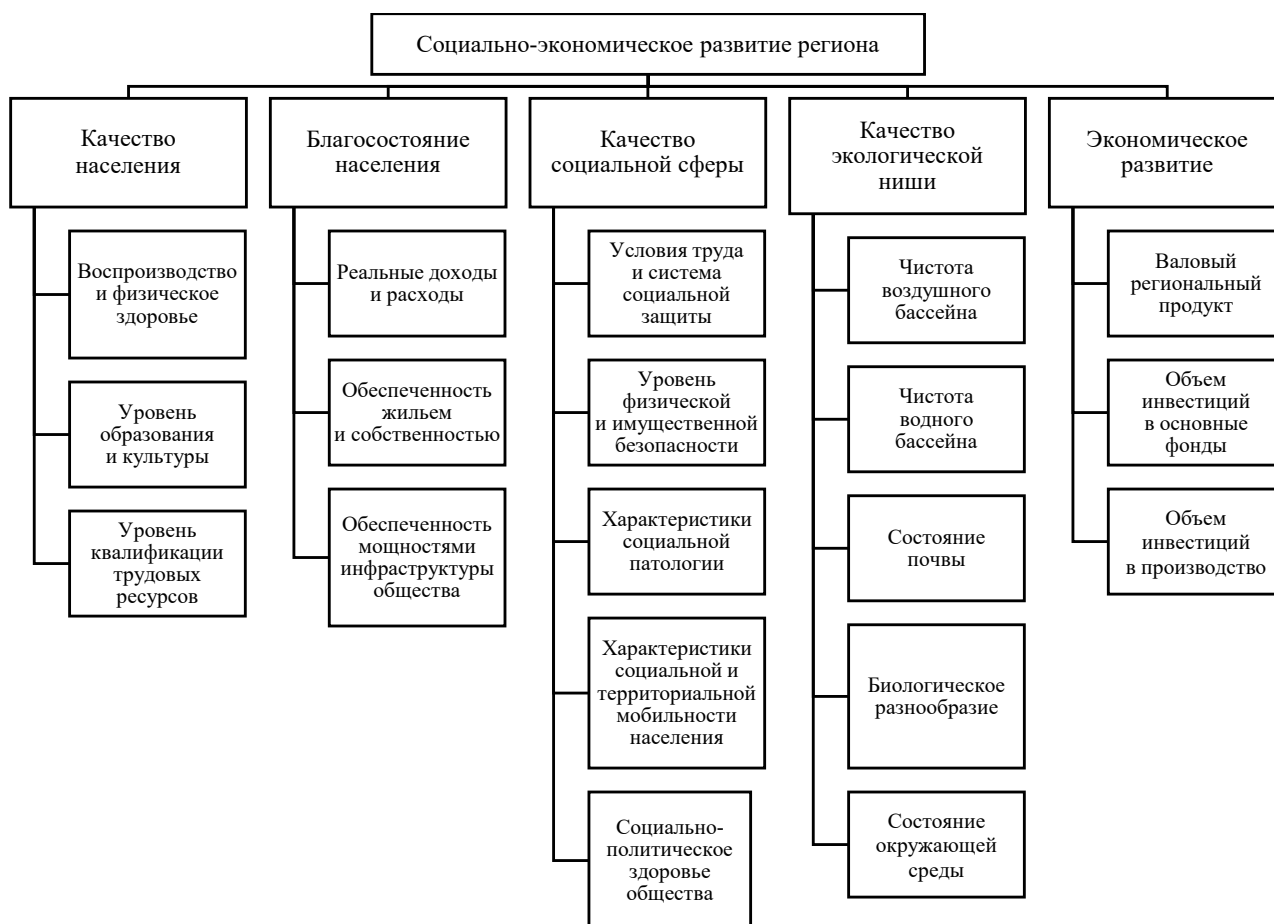 Социально-экономическое развитие региона
Качество
населения
Воспроизводство
и физическое
здоровье
Уровень
образования
и культуры
Уровень
квалификации
трудовых
ресурсов
Благосостояние
населения
Реальные доходы
и расходы
Обеспеченность
жильем
и собственностью
Обеспеченность
мощностями
инфраструктуры
общества
Качество
социальной сферы
Условия труда
и система
социальной
защиты
Уровень
физической
и имущественной
безопасности
Характеристики
социальной
патологии
Характеристики
социальной и
территориальной
мобильности
населения
Социально-
политическое
здоровье
общества
Качество
экологической
ниши
Чистота
воздушного
бассейна
Чистота
водного
бассейна
Состояние
почвы
Биологическое
разнообразие
Состояние
окружающей
среды
Экономическое
развитие
Валовый
региональный
продукт
Объем
инвестиций
в основные
фонды
Объем
инвестиций
в производство